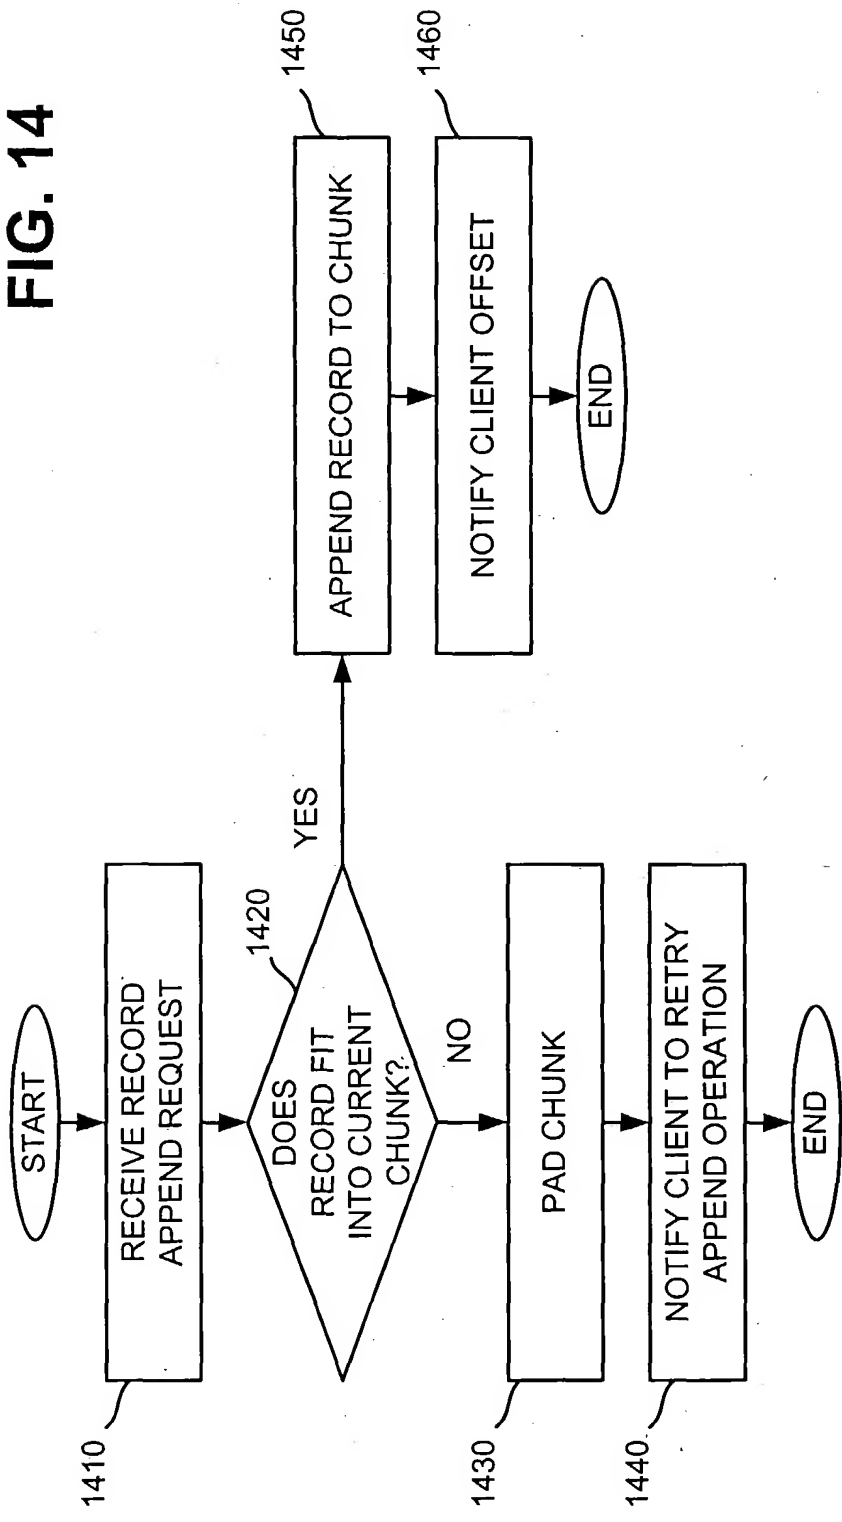 FIG. 14
START
1410
RECEIVE RECORD
APPEND REQUEST
1420
DOES
RECORD FIT
INTO CURRENT
CHUNK?
YES
NO
1450
APPEND RECORD TO CHUNK
1460
NOTIFY CLIENT OFFSET
END
1430
PAD CHUNK
1440
NOTIFY CLIENT TO RETRY
APPEND OPERATION
END